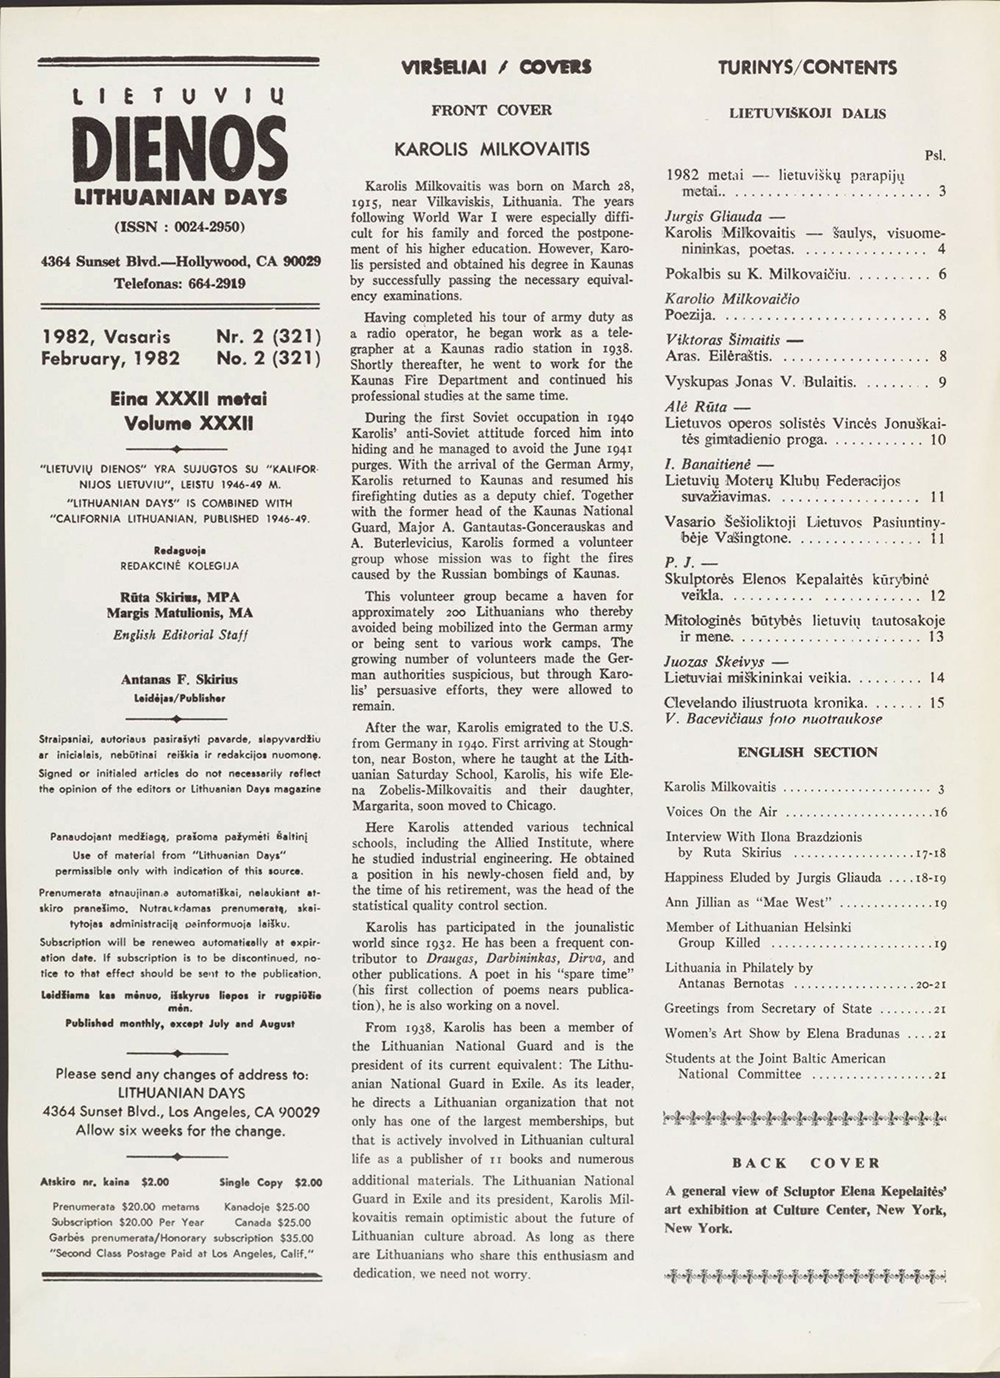 LIETUVIŲ
DIENOS
LITHUANIAN DAYS
(ISSN : 0024-2950)
4364 Sunset Blvd.—Hollywood, CA 90029
Telefonas: 664-2919
1982, Vasaris Nr. 2 (321)
February, 1982 No. 2 (321)
Eina XXXII metai
Volume XXXII
"LIETUVIŲ DIENOS" YRA SUJUGTOS SU "KALIFOR-
NIJOS LIETUVIU", LEISTU 1946-49 M.
"LITHUANIAN DAYS" IS COMBINED WITH
"CALIFORNIA LITHUANIAN, PUBLISHED 1946-49.
Redaguoja
REDAKCINĖ KOLEGIJA
Rūta Skirius, MPA
Margis Matulionis, MA
English Editorial Staff
Antanas F. Skirius
Leidėjas/Publisher
Straipsniai, autoriaus pasirašyti pavarde, slapyvardžiu
ar inicialais, nebūtinai reiškia ir redakcijos nuomonę.
Signed or initialed articles do not necessarily reflect
the opinion of the editors or Lithuanian Days magazine
Panaudojant medžiagą, prašoma pažymėti šaltinį
Use of material from "Lithuanian Days"
permissible only with indication of this source.
Prenumerata atnaujinan.a automatiškai, nelaukiant at-
skiro pranešimo. Nutraukdamas prenumeratą, skai-
tytojas administraciją painformuoja laišku.
Subscription will be renewed automatically at expir-
ation date. If subscription is to be discontinued, no-
tice to that effect should be sent to the publication.
Leidžiama kas mėnuo, išskyrus liepos ir rugpiūčio
mėn.
Published monthly, except July and August
Please send any changes of address to:
LITHUANIAN DAYS
4364 Sunset Blvd., Los Angeles, CA 90029
Allow six weeks for the change.
Atskiro nr. kaina $2.00 Single Copy $2.00
Prenumerata $20.00 metams Kanadoje $25-00
Subscription $20.00 Per Year Canada $25.00
Garbės prenumerata/Honorary subscription $35.00
"Second Class Postage Paid at Los Angeles, Calif."
VIRŠELIAI / COVERS
FRONT COVER
KAROLIS MILKOVAITIS
Karolis Milkovaitis was born on March 28,
1915, near Vilkaviskis, Lithuania. The years
following World War I were especially diffi-
cult for his family and forced the postpone-
ment of his higher education. However, Karo-
lis persisted and obtained his degree in Kaunas
by successfully passing the necessary equival-
ency examinations.
Having completed his tour of army duty as
a radio operator, he began work as a tele-
grapher at a Kaunas radio station in 1938.
Shortly thereafter, he went to work for the
Kaunas Fire Department and continued his
professional studies at the same time.
During the first Soviet occupation in 1940
Karolis' anti-Soviet attitude forced him into
hiding and he managed to avoid the June 1941
purges. With the arrival of the German Army,
Karolis returned to Kaunas and resumed his
firefighting duties as a deputy chief. Together
with the former head of the Kaunas National
Guard, Major A. Gantautas-Goncerauskas and
A. Buterlevicius, Karolis formed a volunteer
group whose mission was to fight the fires
caused by the Russian bombings of Kaunas.
This volunteer group became a haven for
approximately 200 Lithuanians who thereby
avoided being mobilized into the German army
or being sent to various work camps. The
growing number of volunteers made the Ger-
man authorities suspicious, but through Karo-
lis' persuasive efforts, they were allowed to
remain.
After the war, Karolis emigrated to the U.S.
from Germany in 1940. First arriving at Stough-
ton, near Boston, where he taught at the Lith-
uanian Saturday School, Karolis, his wife Ele-
na Zobelis-Milkovaitis and their daughter,
Margarita, soon moved to Chicago.
Here Karolis attended various technical
schools, including the Allied Institute, where
he studied industrial engineering. He obtained
a position in his newly-chosen field and, by
the time of his retirement, was the head of the
statistical quality control section.
Karolis has participated in the jounalistic
world since 1932. He has been a frequent con-
tributor to Draugas, Darbininkas, Dirva, and
other publications. A poet in his "spare time"
(his first collection of poems nears publica-
tion), he is also working on a novel.
From 1938, Karolis has been a member of
the Lithuanian National Guard and is the
president of its current equivalent: The Lithu-
anian National Guard in Exile. As its leader,
he directs a Lithuanian organization that not
only has one of the largest memberships, but
that is actively involved in Lithuanian cultural
life as a publisher of 11 books and numerous
additional materials. The Lithuanian National
Guard in Exile and its president, Karolis Mil-
kovaitis remain optimistic about the future of
Lithuanian culture abroad. As long as there
are Lithuanians who share this enthusiasm and
dedication, we need not worry.
TURINYS/CONTENTS
LIETUVIŠKOJI DALIS
Psl.
1982 metai — lietuviškų parapijų
metai.. . . . . . . . . . . . . . . . . . . . . . . . 3
Jurgis Gliauda —
Karolis Milkovaitis — šaulys, visuome-
nininkas, poetas. . . . . . . . . . . . . . . . 4
Pokalbis su K. Milkovaičiu. . . . . . . . . . 6
Karolio Milkovaičio
Poezija. . . . . . . . . . . . . . . . . . . . . . . . . 8
Viktoras Šimaitis —
Aras. Eilėraštis. . . . . . . . . . . . . . . . . . 8
Vyskupas Jonas V. Bulaitis. . . . . . . . 9
Alė Rūta —
Lietuvos operos solistės Vincės Jonuškai-
tės gimtadienio proga. . . . . . . . . . . . 10
I. Banaitienė —
Lietuvių Moterų Klubų Federacijos
suvažiavimas. . . . . . . . . . . . . . . . . . 11
Vasario Šešioliktoji Lietuvos Pasiuntiny-
bėje Vašingtone. . . . . . . . . . . . . . . 11
P. J. —
Skulptorės Elenos Kepalaitės kūrybinė
veikla. . . . . . . . . . . . . . . . . . . . . . . 12
Mitologinės būtybės lietuvių tautosakoje
ir mene. . . . . . . . . . . . . . . . . . . . . . 13
Juozas Skeivys —
Lietuviai miškininkai veikia. . . . . . . . . 14
Clevelando iliustruota kronika. . . . . . . 15
V. Bacevičiaus foto nuotraukose
ENGLISH SECTION
Karolis Milkovaitis . . . . . . . . . . . . . . . . . . . . . . 3
Voices On the Air . . . . . . . . . . . . . . . . . . . . . . 16
Interview With Ilona Brazdzionis
by Ruta Skirius . . . . . . . . . . . . . . . . . . 17-18
Happiness Eluded by Jurgis Gliauda . . . . 18-19
Ann Jillian as "Mae West" . . . . . . . . . . . . . . 19
Member of Lithuanian Helsinki
Group Killed . . . . . . . . . . . . . . . . . . . . . . . . 19
Lithuania in Philately by
Antanas Bernotas . . . . . . . . . . . . . . . . . . 20-21
Greetings from Secretary of State . . . . . . . . 21
Women's Art Show by Elena Bradunas . . . . 21
Students at the Joint Baltic American
National Committee . . . . . . . . . . . . . . . . . . 21
BACK COVER
A general view of Scluptor Elena Kepelaitės'
art exhibition at Culture Center, New York,
New York.